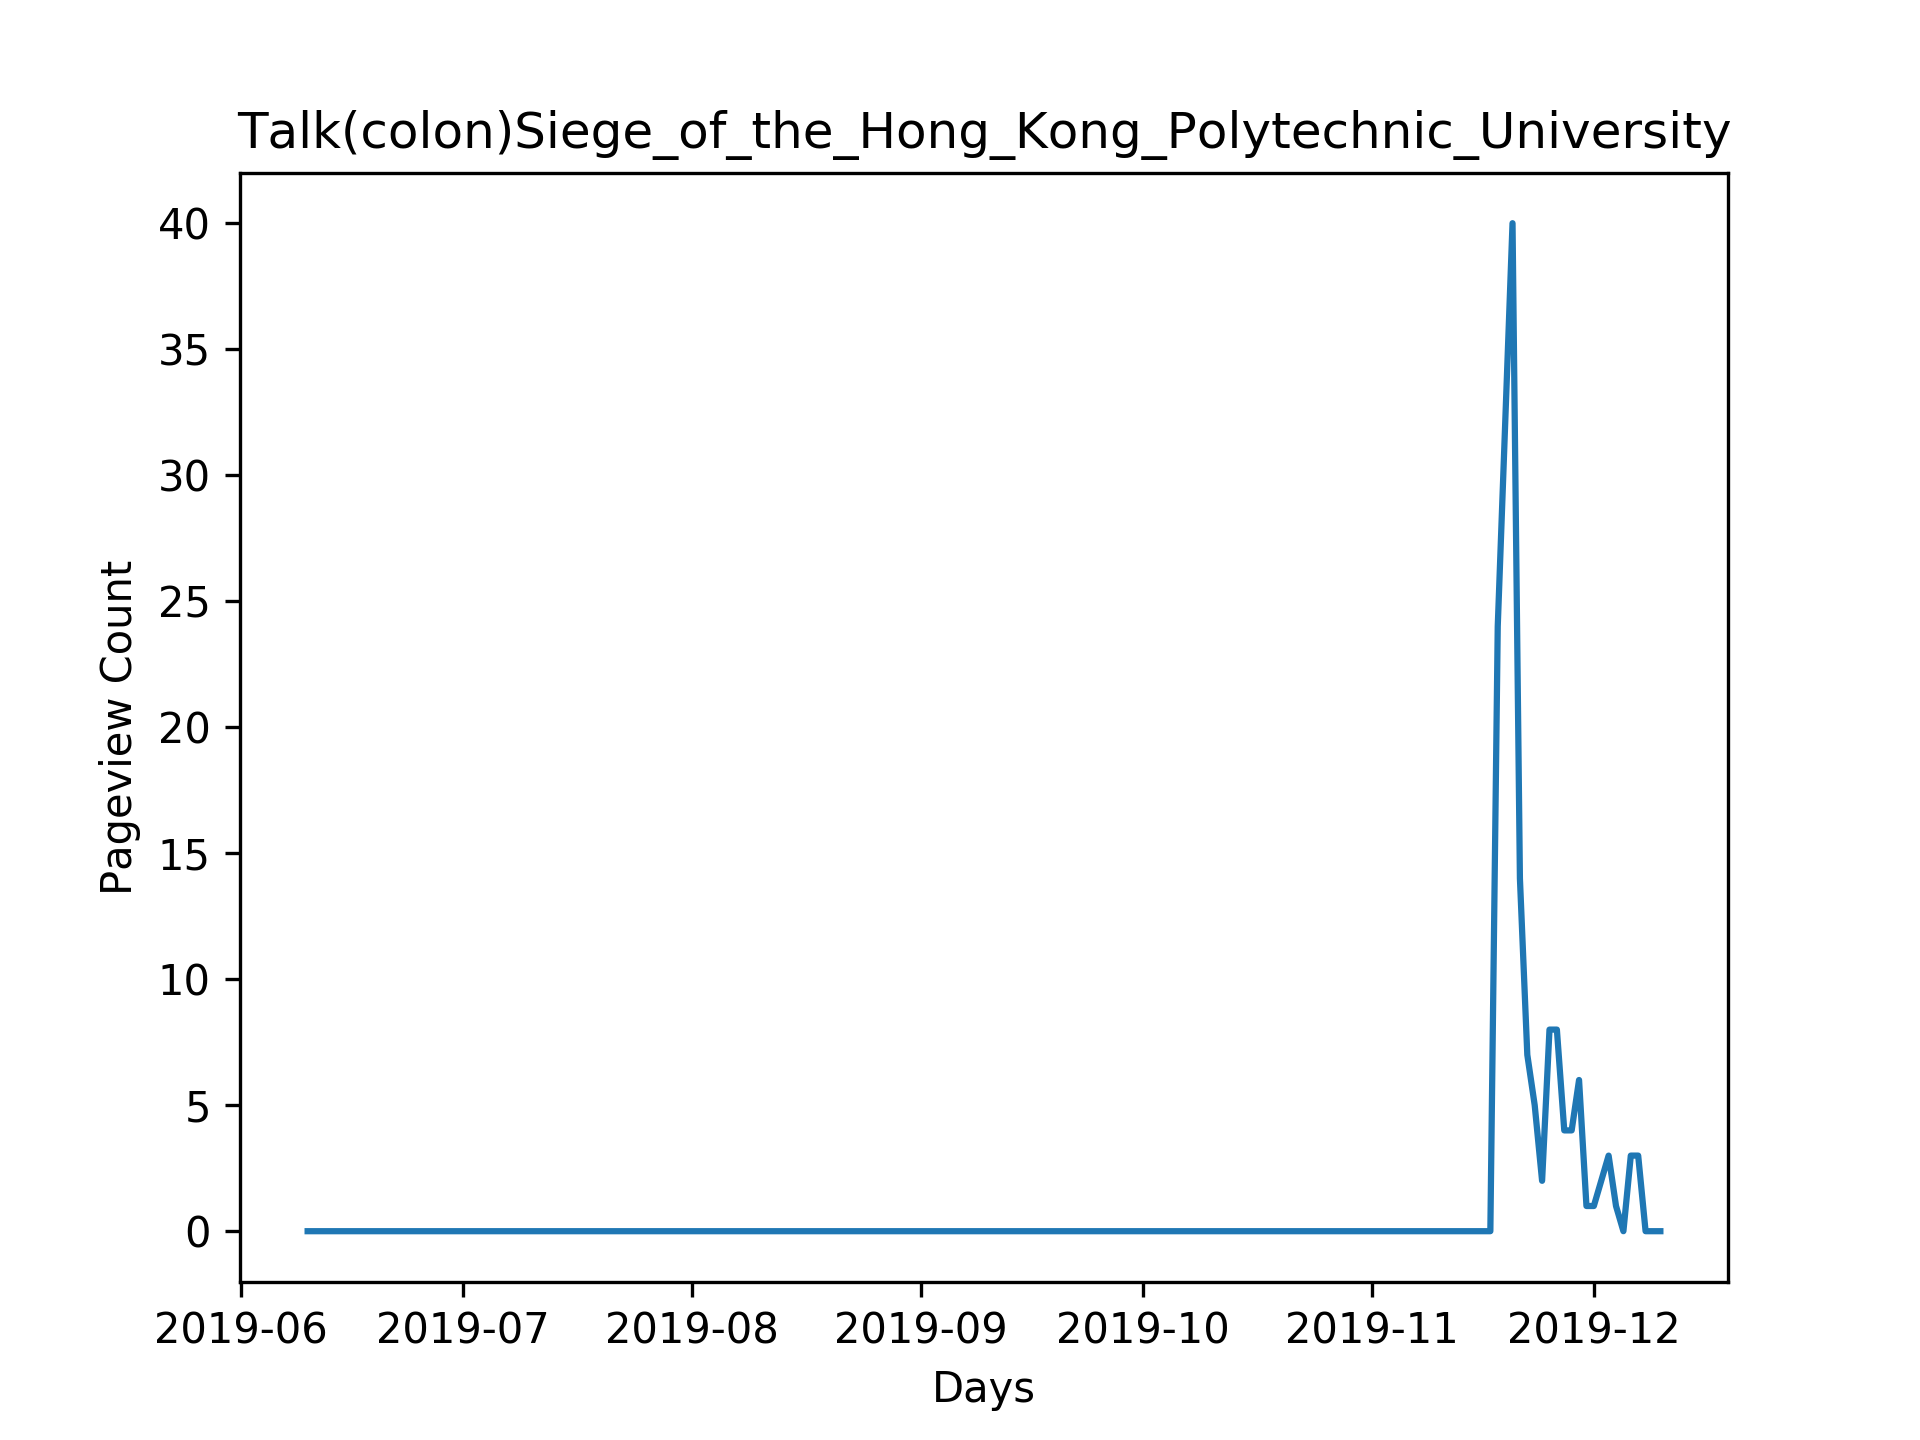 Talk(colon)Siege_of_the_Hong_Kong_Polytechnic_University
40
35
30
25
20
15
10
5
0
Pageview Count
2019-06 2019-07 2019-08 2019-09 2019-10 2019-11 2019-12
Days